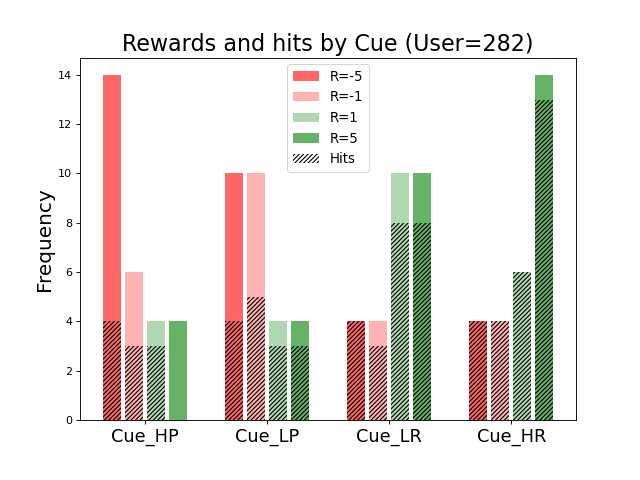 Rewards and hits by Cue (User=282)
R=-5
R=-1
R=1
R=5
Hits
Frequency
14
12
10
8
6
4
2
0
Cue_HP Cue_LP Cue_LR Cue_HR